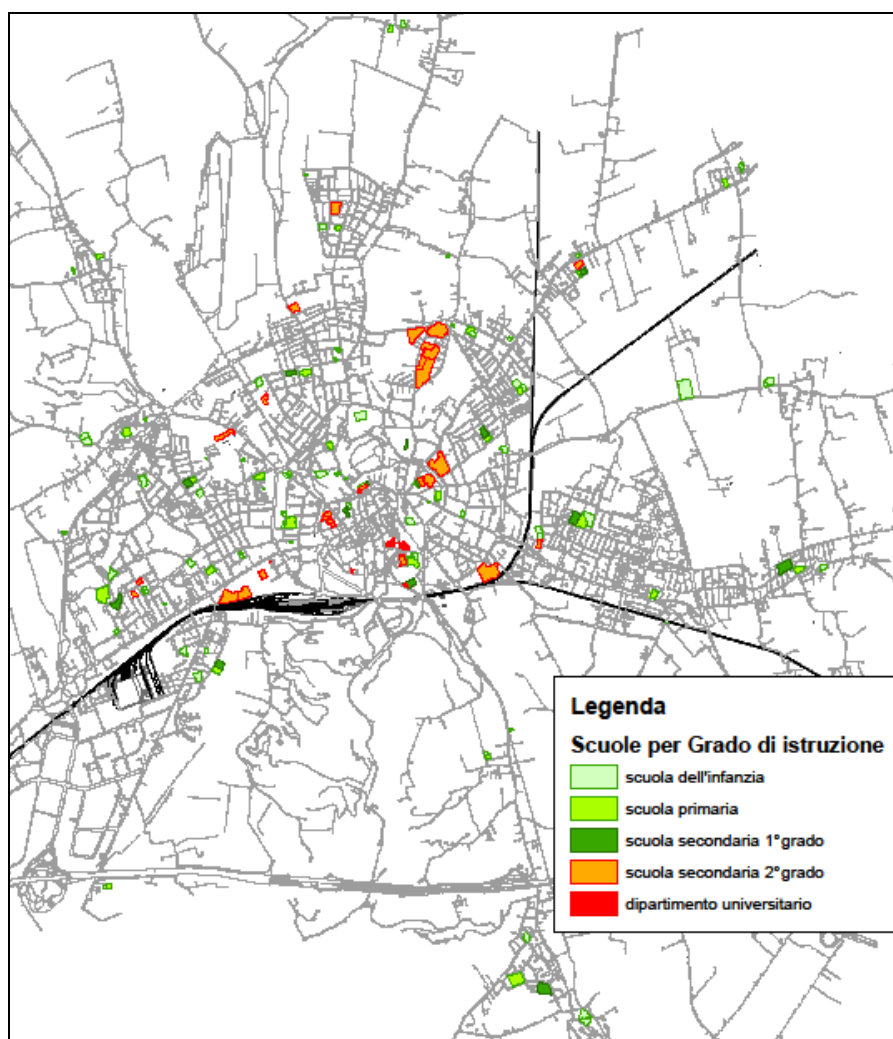 Legenda
Scuole per Grado di istruzione
scuola dell'infanzia
scuola primaria
scuola secondaria 1°grado
scuola secondaria 2°grado
dipartimento universitario